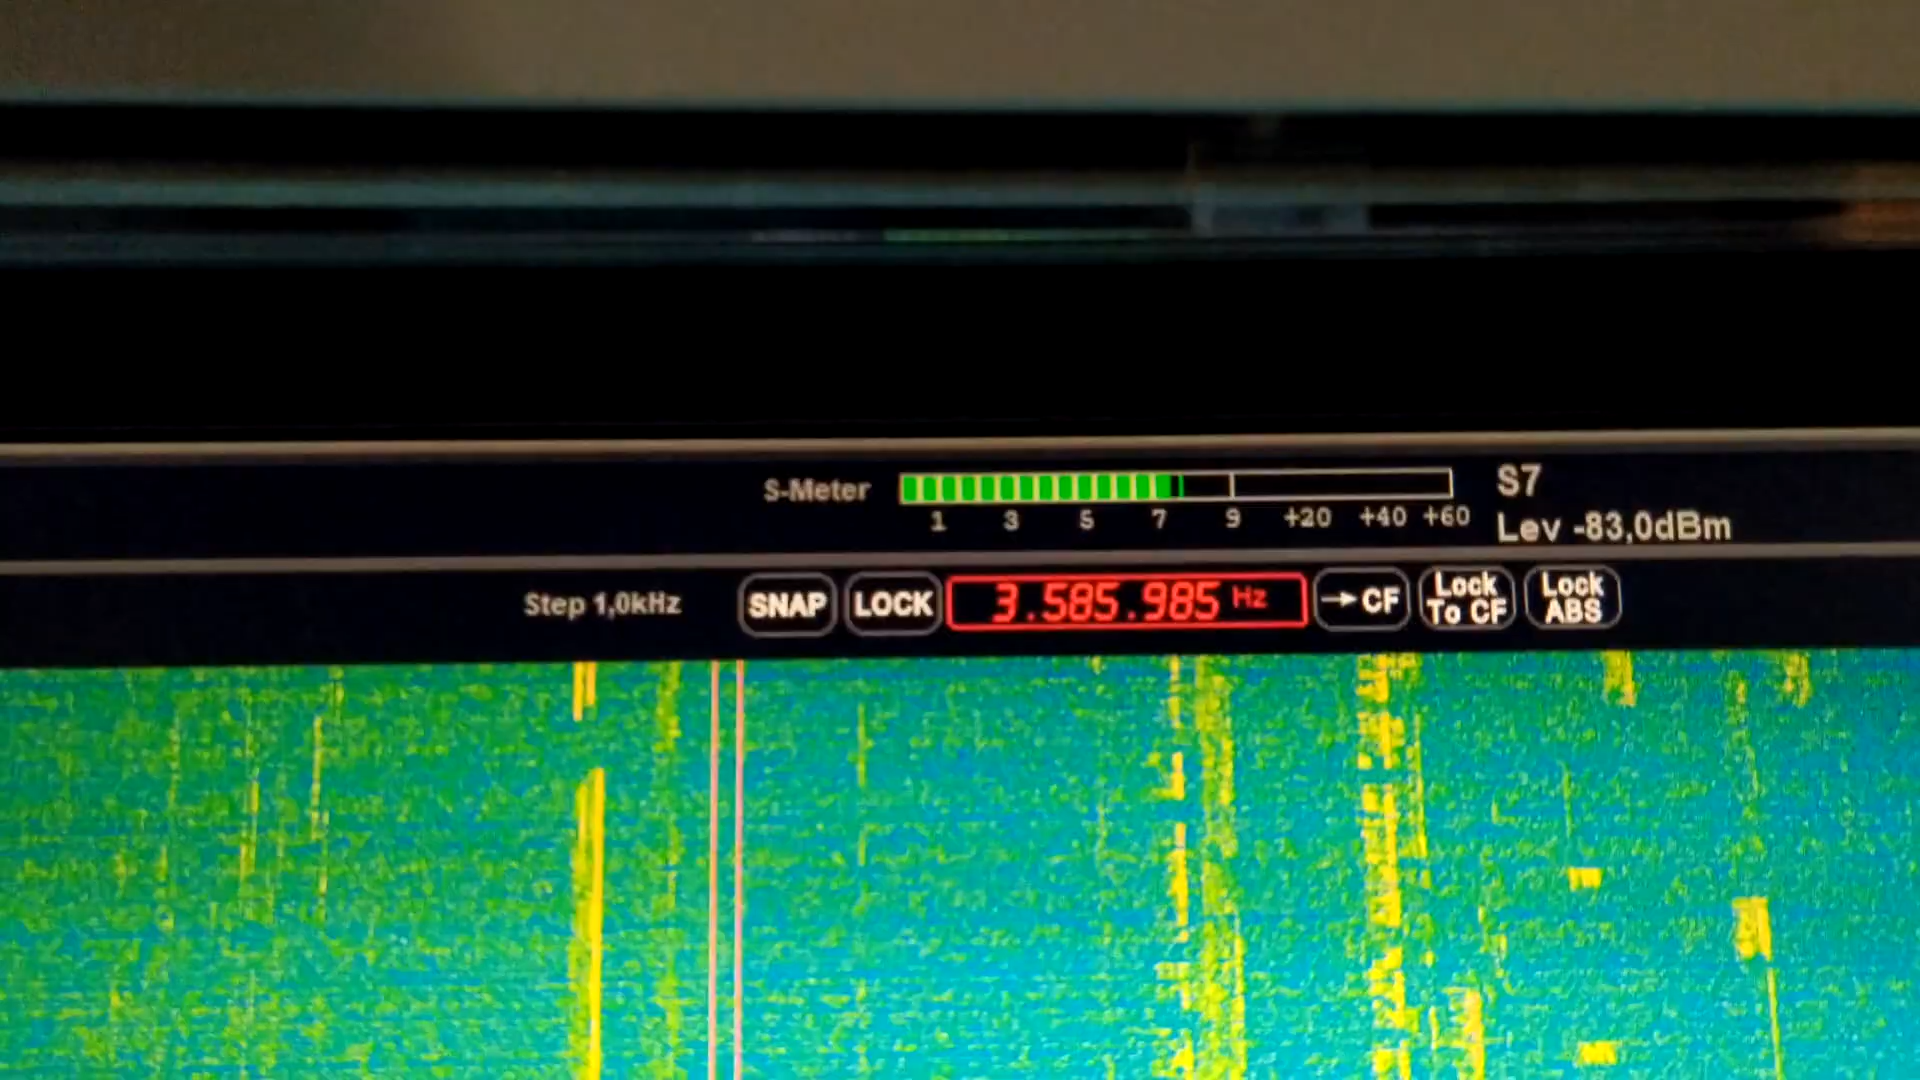 S-Meter
S7
1 3 5 7 9 +20 +40 +60
Lev -83,0dBm
Step 1,0kHz
SNAP
LOCK
3.585.985 Hz
→CF
Lock
To CF
Lock
ABS